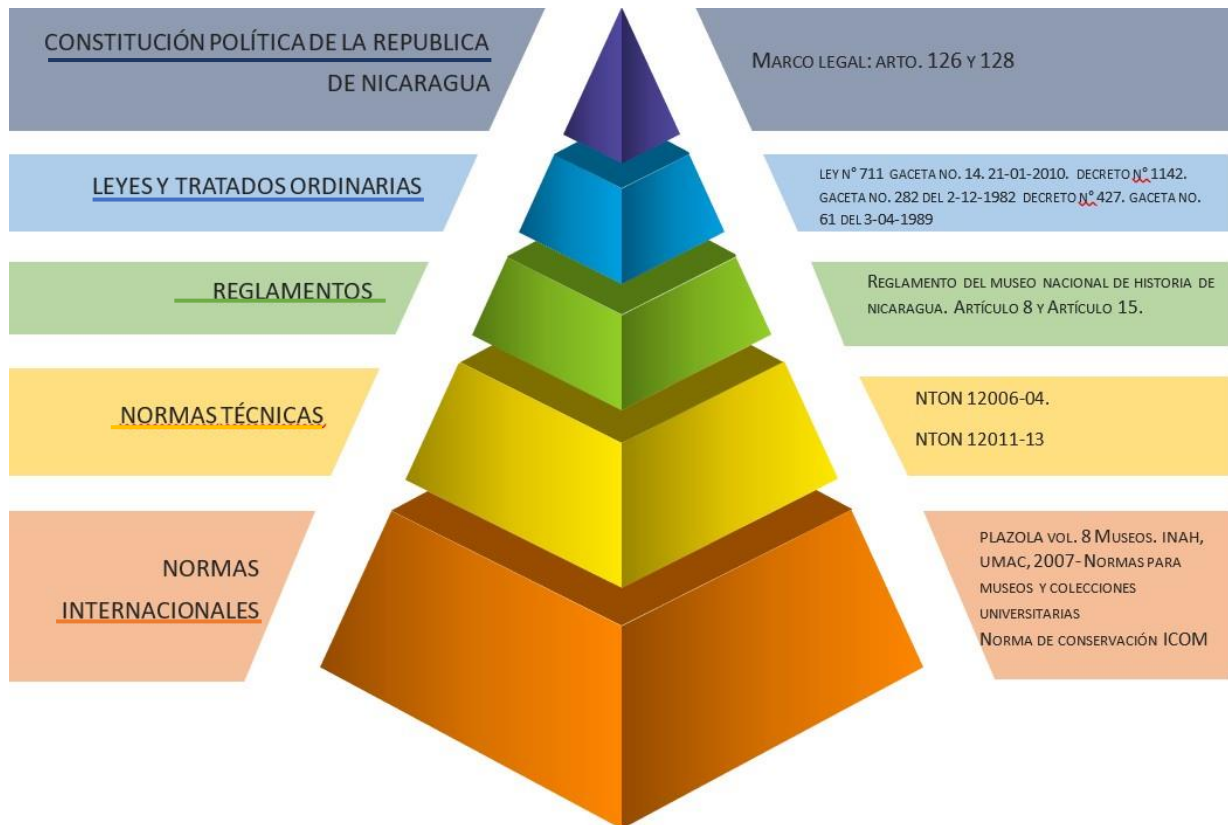 CONSTITUCIÓN POLÍTICA DE LA REPUBLICA
DE NICARAGUA
MARCO LEGAL: ARTO. 126 Y 128
LEYES Y TRATADOS ORDINARIAS
LEY N° 711 GACETA NO. 14. 21-01-2010. DECRETO N° 1142.
GACETA NO. 282 DEL 2-12-1982 DECRETO N° 427. GACETA NO.
61 DEL 3-04-1989
REGLAMENTOS
REGLAMENTO DEL MUSEO NACIONAL DE HISTORIA DE
NICARAGUA. ARTÍCULO 8 Y ARTÍCULO 15.
NORMAS TÉCNICAS
NTON 12006-04.
NTON 12011-13
NORMAS
INTERNACIONALES
PLAZOLA VOL. 8 MUSEOS. INAH,
UMAC, 2007- NORMAS PARA
MUSEOS Y COLECCIONES
UNIVERSITARIAS
NORMA DE CONSERVACIÓN ICOM